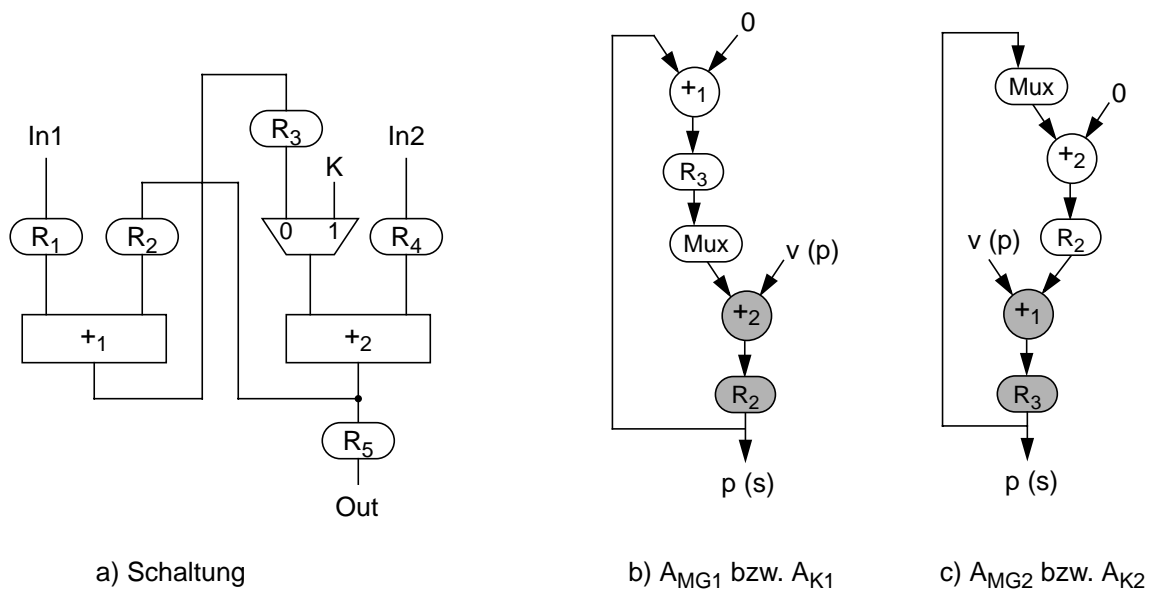 0
0
Mux
+1
R3
In1
In2
K
+2
R3
0 1
R1
R2
R4
R2
Mux
v (p)
v (p)
+1
+2
+2
+1
R2
R3
R5
Out
p (s)
p (s)
a) Schaltung
b) AMG1 bzw. AK1
c) AMG2 bzw. AK2